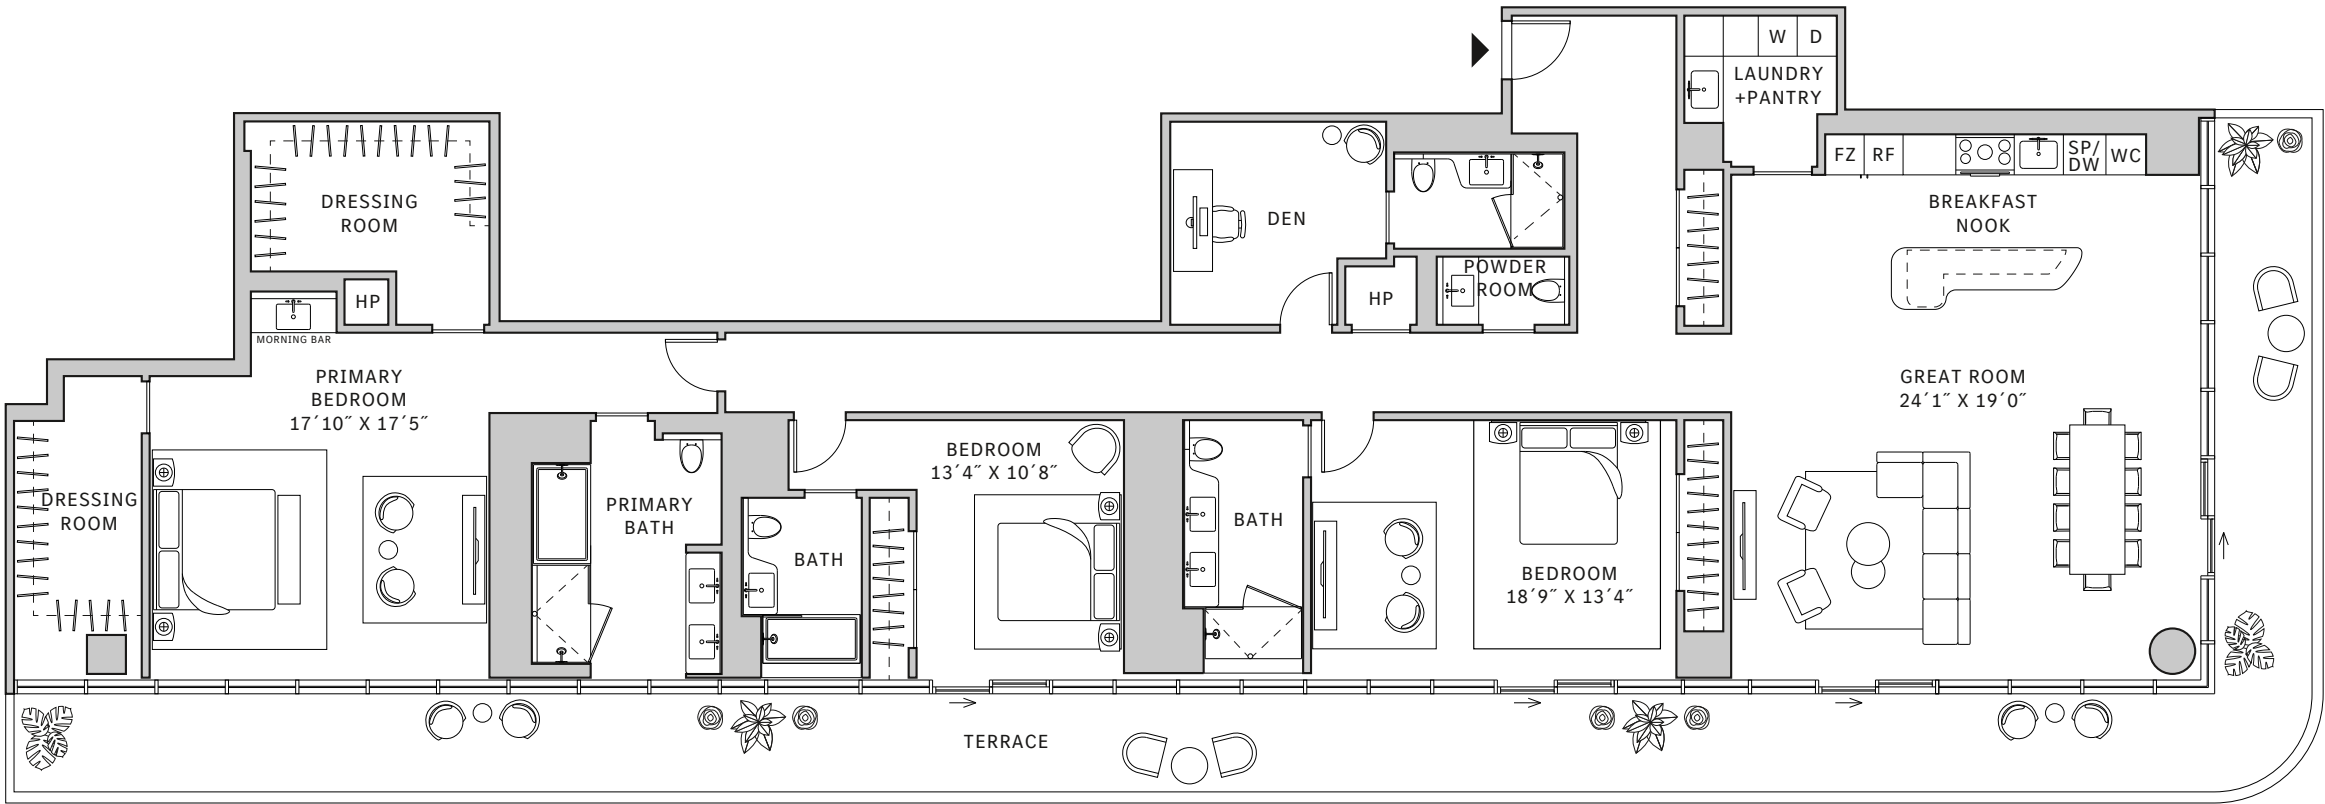 W
D
LAUNDRY
+PANTRY
FZ
RF
SP/
DW
WC
DRESSING
ROOM
DEN
BREAKFAST
NOOK
HP
MORNING BAR
HP
POWDER
ROOM
PRIMARY
BEDROOM
17´10˝ X 17´5˝
GREAT ROOM
24´1˝ X 19´0˝
BEDROOM
13´4˝ X 10´8˝
DRESSING
ROOM
PRIMARY
BATH
BATH
BATH
BEDROOM
18´9˝ X 13´4˝
TERRACE